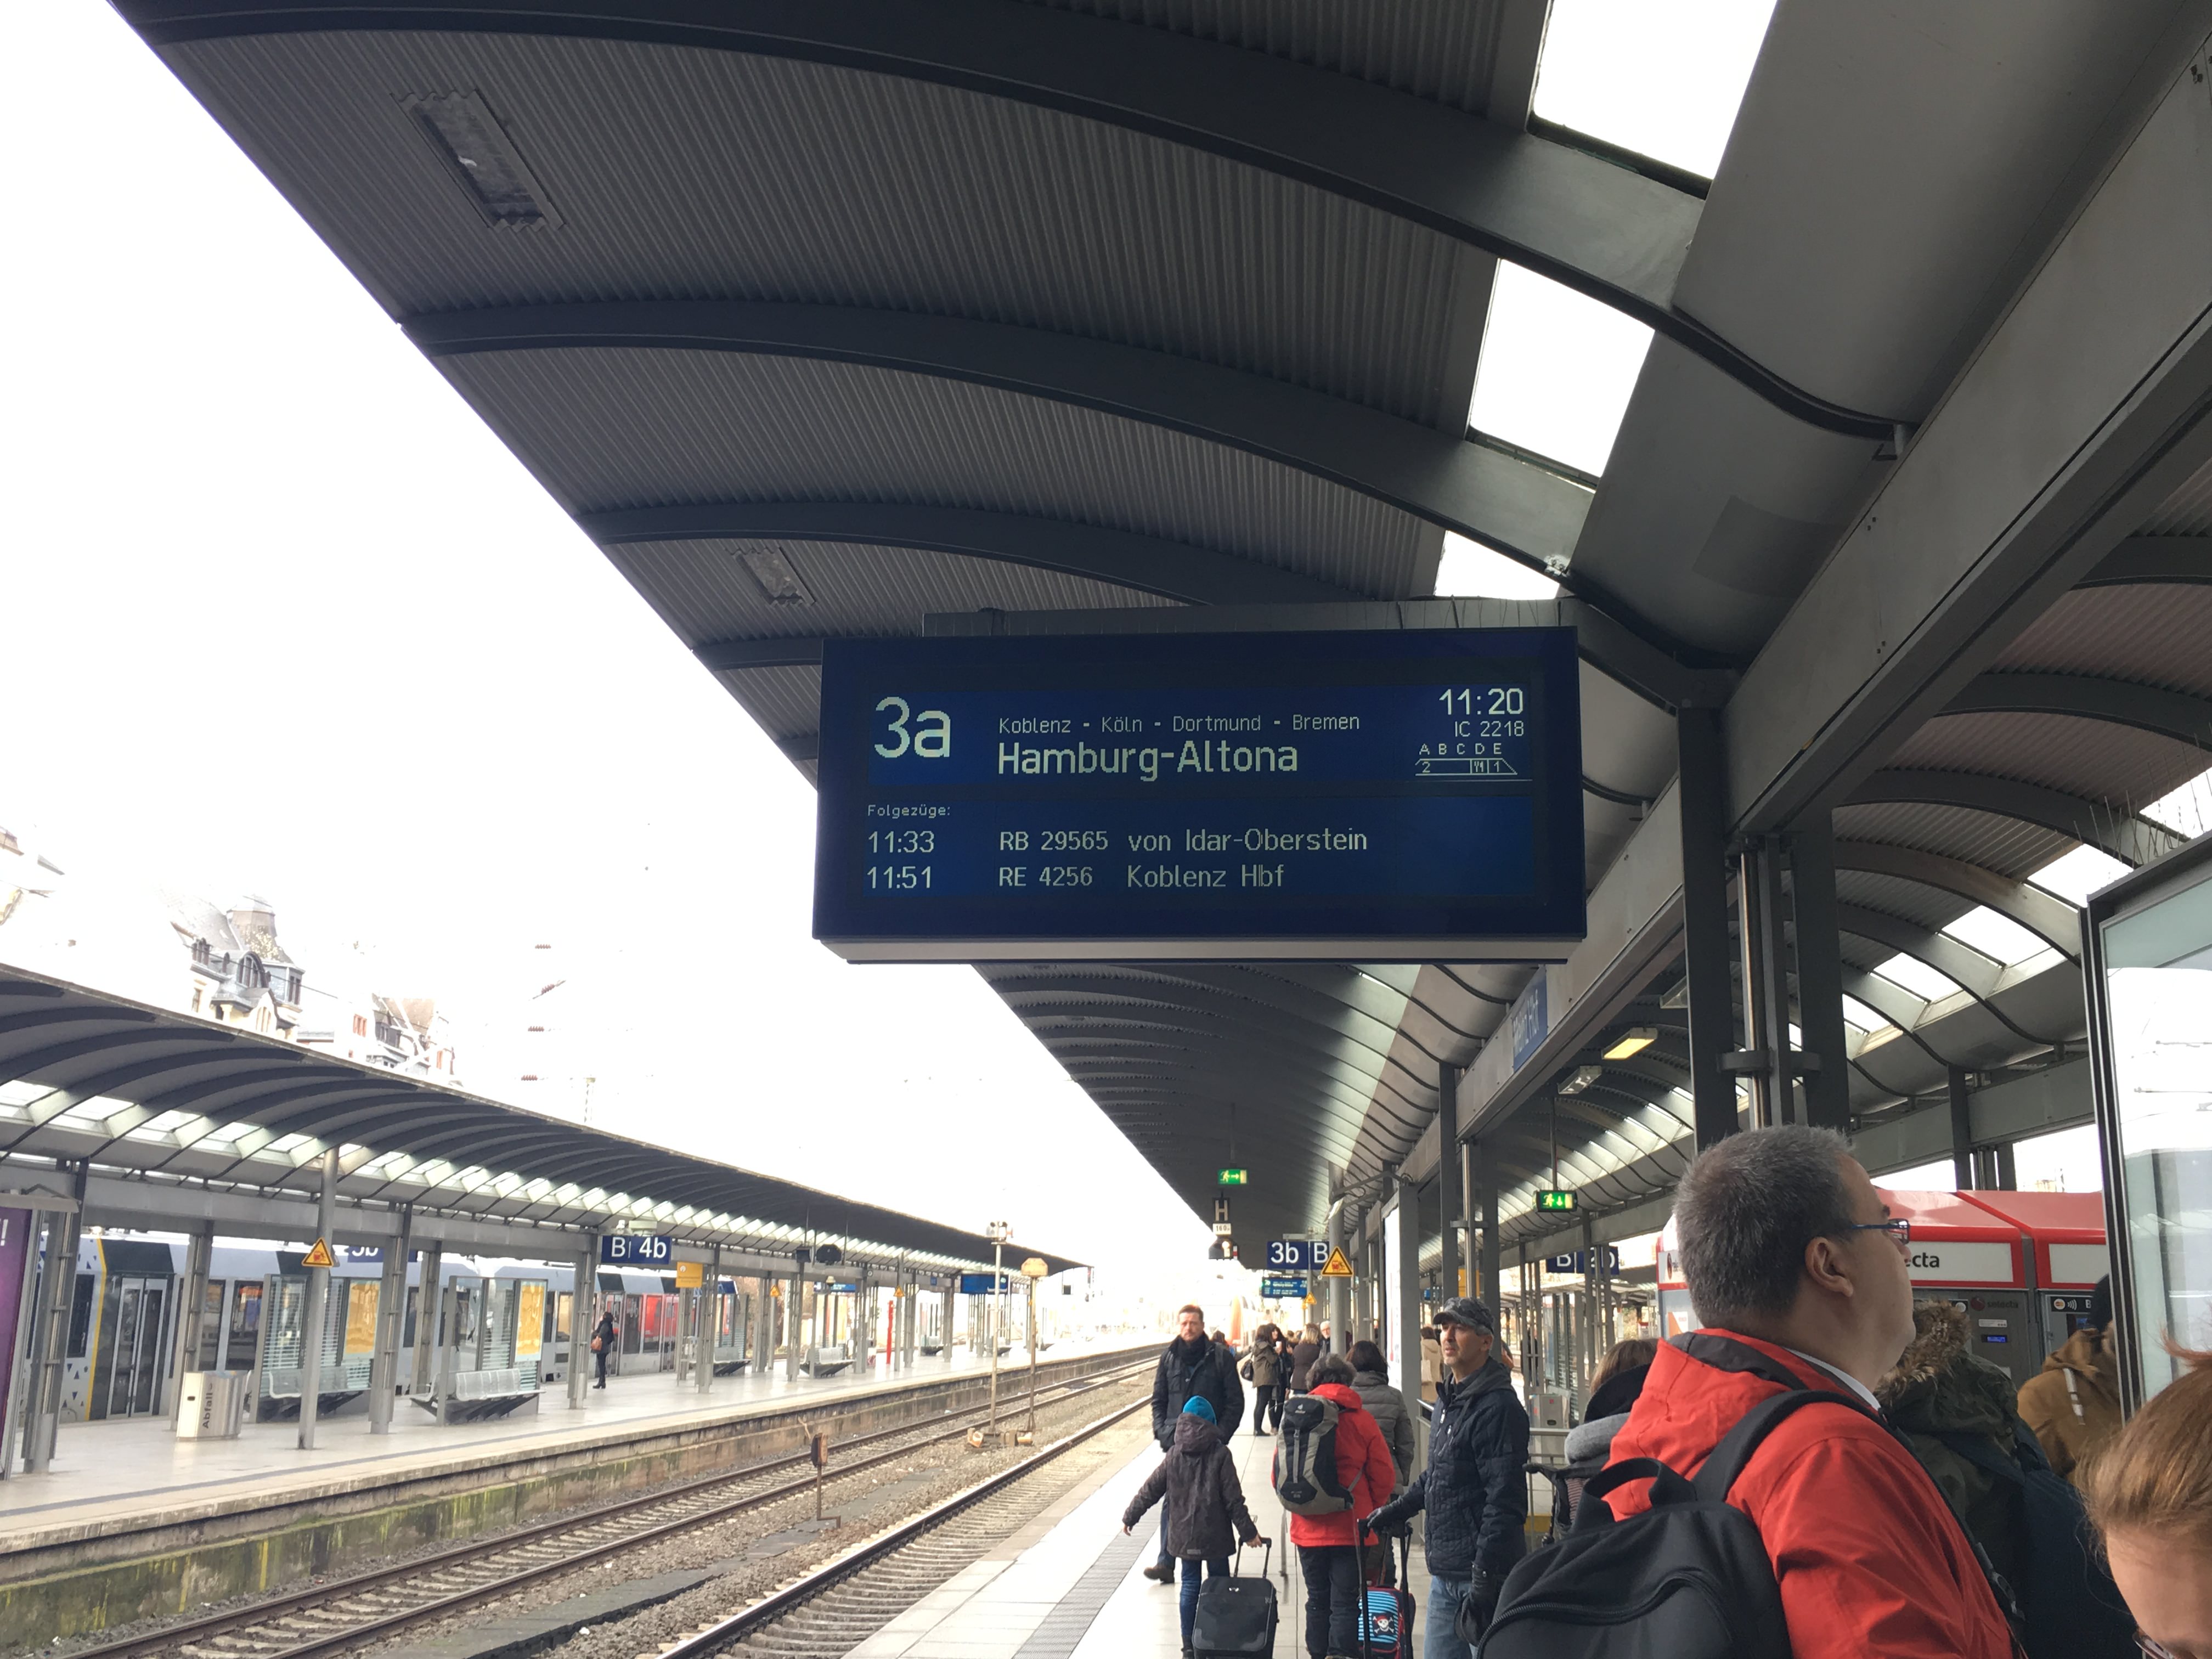 3a
Koblenz - Köln - Dortmund - Bremen
Hamburg-Altona
11:20
IC 2218
A B C D E
2 1
Folgezüge:
11:33 RB 29565 von Idar-Oberstein
11:51 RE 4256 Koblenz Hbf
H
B 4b
3b B
B
Abfall